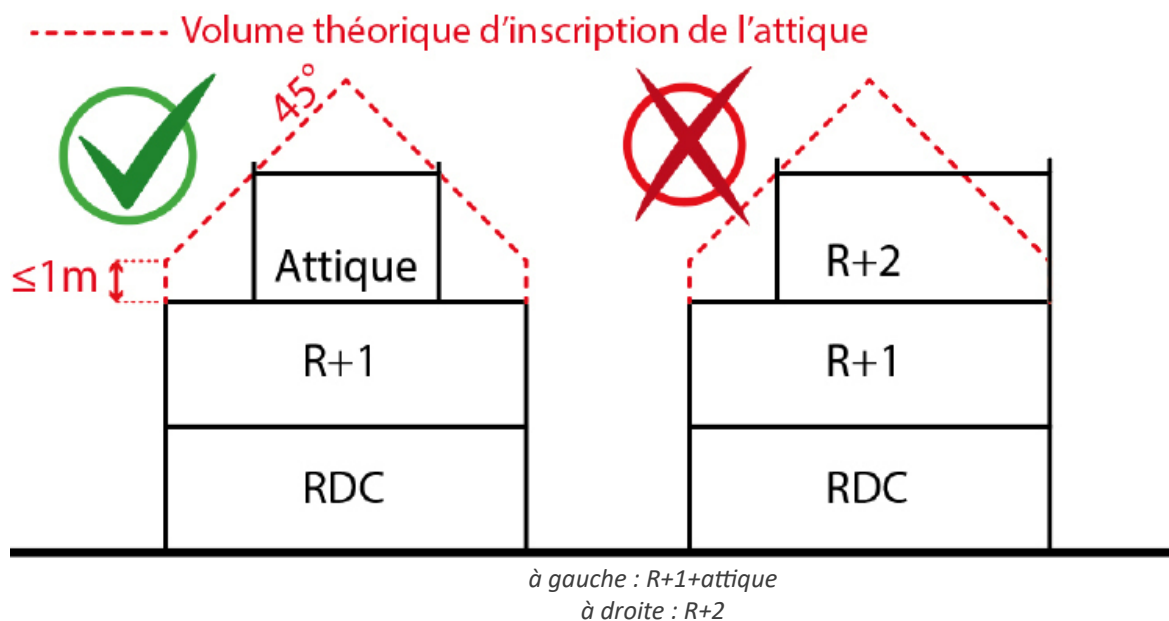 Volume théorique d'inscription de l'attique
45°
≤1m
Attique
R+1
RDC
R+2
R+1
RDC
à gauche : R+1+attique
à droite : R+2